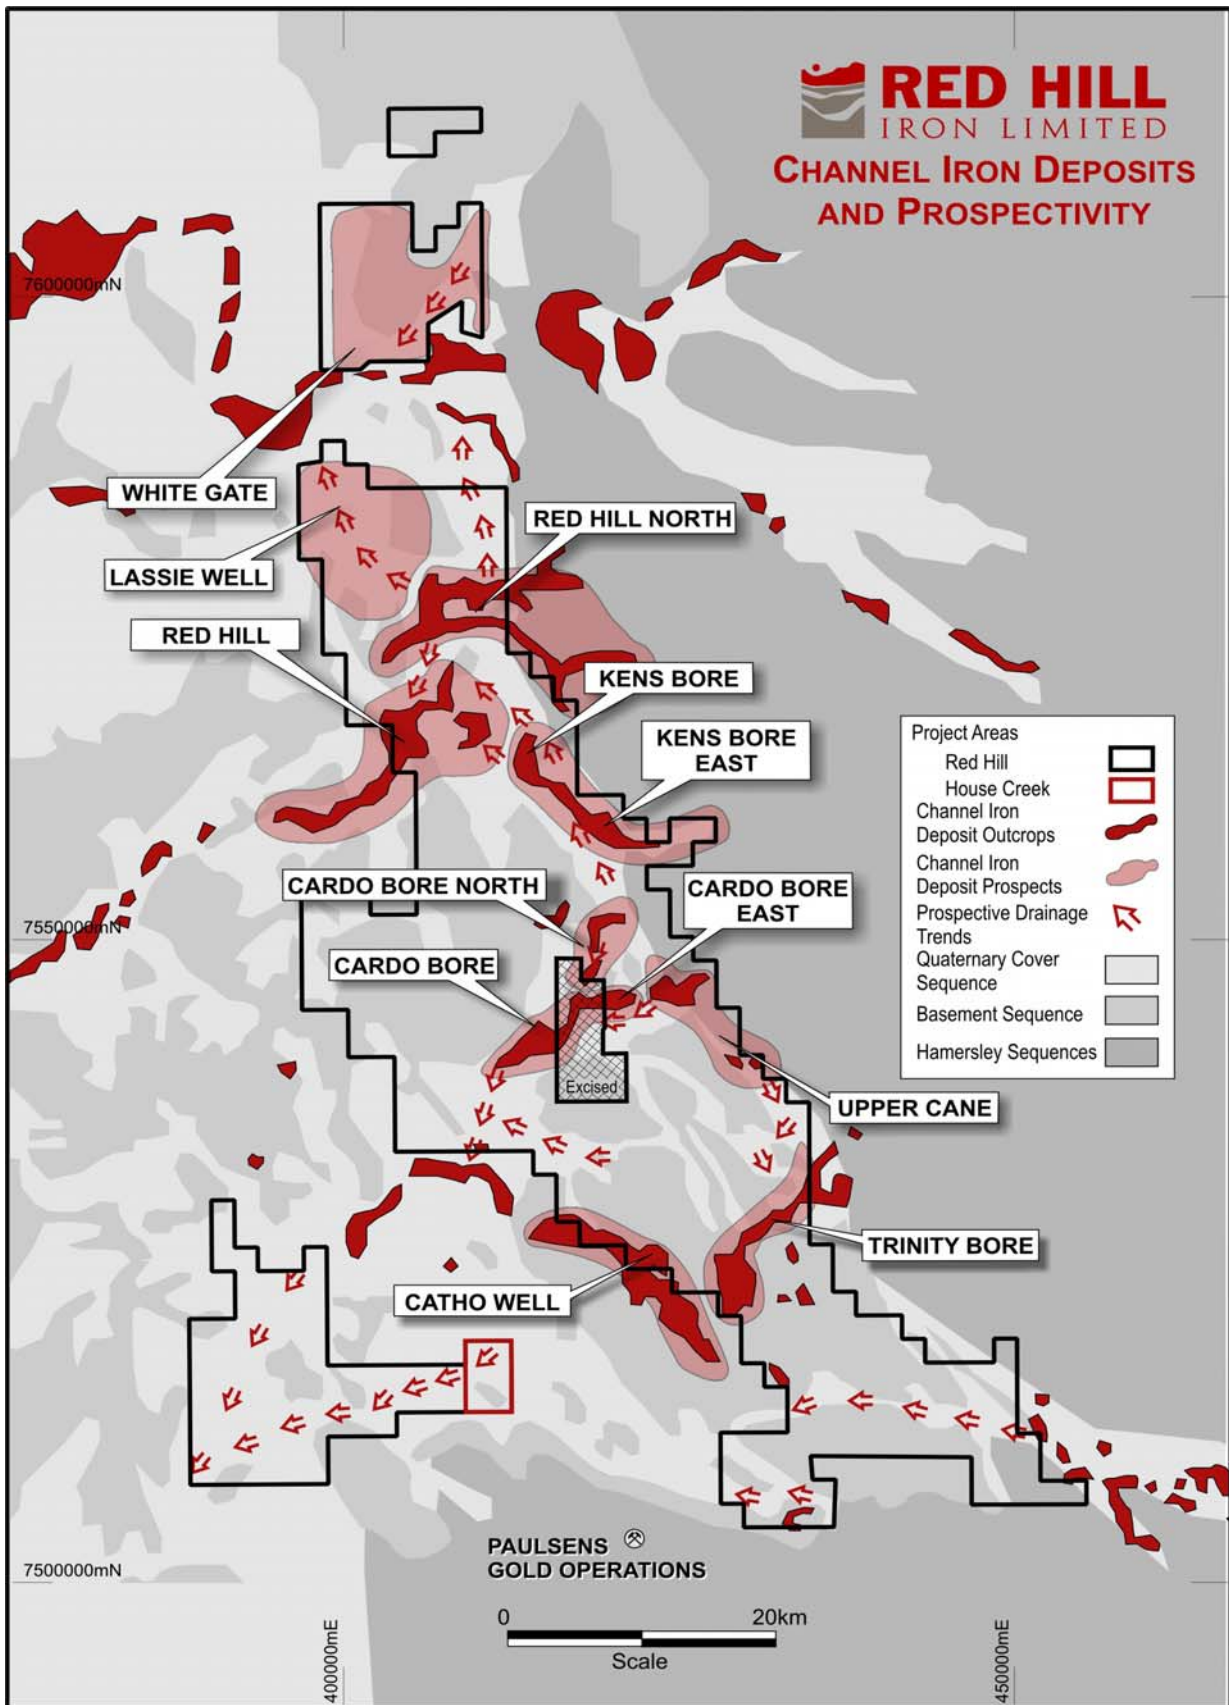 RED HILL
IRON LIMITED
CHANNEL IRON DEPOSITS
AND PROSPECTIVITY
7600000mN
WHITE GATE
RED HILL NORTH
LASSIE WELL
RED HILL
KENS BORE
KENS BORE
EAST
Project Areas
Red Hill
House Creek
Channel Iron
Deposit Outcrops
Channel Iron
Deposit Prospects
Prospective Drainage
Trends
Quaternary Cover
Sequence
Basement Sequence
Hamersley Sequences
CARDO BORE NORTH
CARDO BORE
EAST
7550000mN
CARDO BORE
Excised
UPPER CANE
TRINITY BORE
CATHO WELL
PAULSENS
GOLD OPERATIONS
7500000mN
0
20km
Scale
400000mE
450000mE